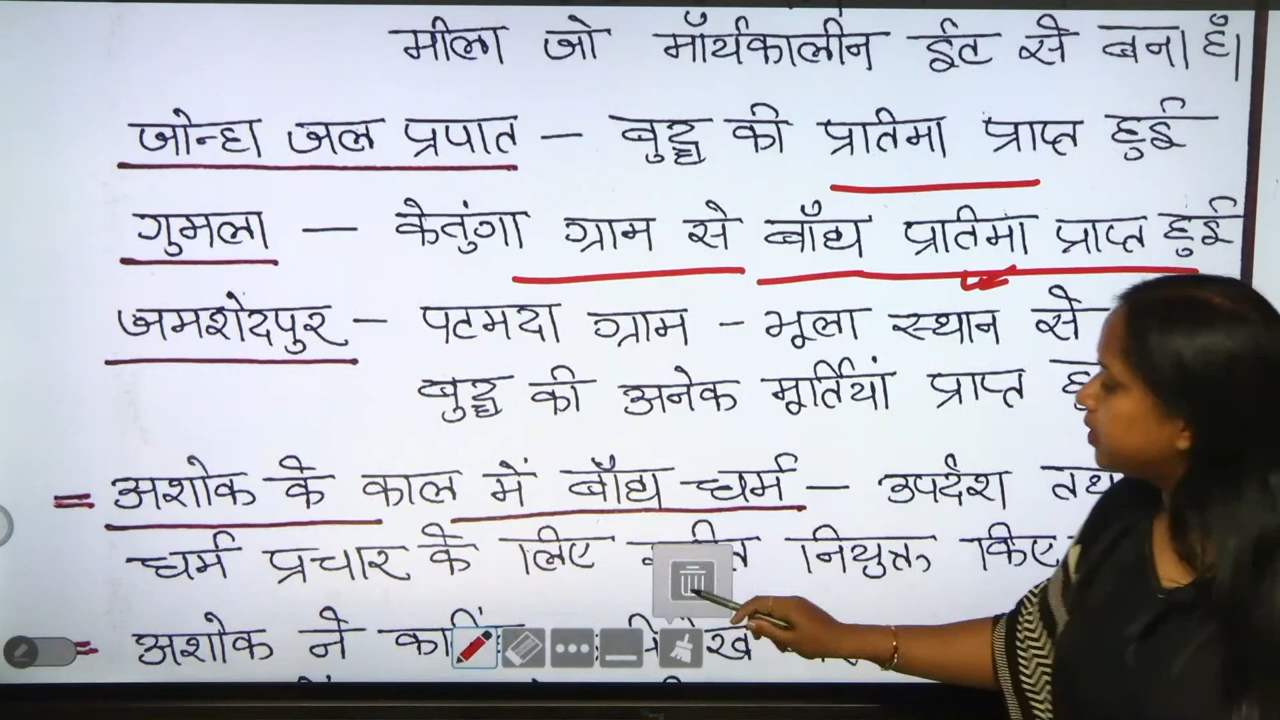 मीला जो मौर्यकालीन ईंट से बना है।
जोन्हा जल प्रपात – बुद्ध की प्रतिमा प्राप्त हुई
गुमला – केतुंगा ग्राम से बौद्य प्रतिमा प्राप्त हुई
जमशेदपुर – पटमदा ग्राम – भूला स्थान से
बुद्ध की अनेक मूर्तियां प्राप्त
= अशोक के काल में बौद्य धर्म – उपदेश
धर्म प्रचार के लिए नियुक्त किए
= अशोक ने